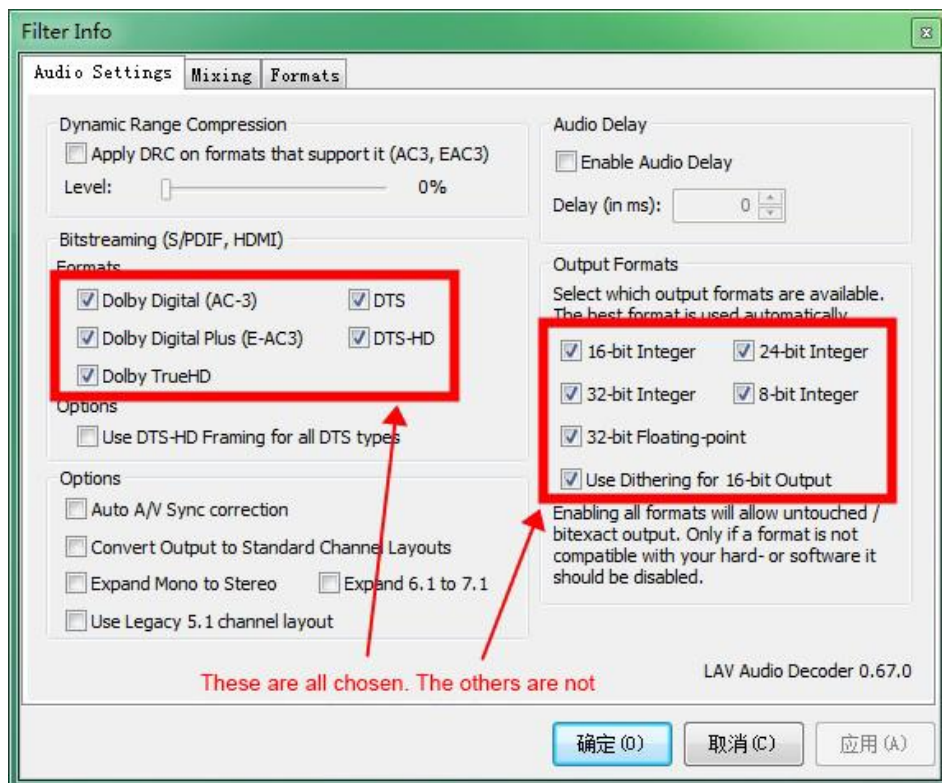 Filter Info
Audio Settings Mixing Formats
Dynamic Range Compression
Apply DRC on formats that support it (AC3, EAC3)
Level: 0%
Bitstreaming (S/PDIF, HDMI)
Formats
Dolby Digital (AC-3) DTS
Dolby Digital Plus (E-AC3) DTS-HD
Dolby TrueHD
Options
Use DTS-HD Framing for all DTS types
Options
Auto A/V Sync correction
Convert Output to Standard Channel Layouts
Expand Mono to Stereo Expand 6.1 to 7.1
Use Legacy 5.1 channel layout
Audio Delay
Enable Audio Delay
Delay (in ms): 0
Output Formats
Select which output formats are available.
The best format is used automatically
16-bit Integer 24-bit Integer
32-bit Integer 8-bit Integer
32-bit Floating-point
Use Dithering for 16-bit Output
Enabling all formats will allow untouched /
bitexact output. Only if a format is not
compatible with your hard- or software it
should be disabled.
These are all chosen. The others are not
LAV Audio Decoder 0.67.0
确定(O) 取消(C) 应用(A)